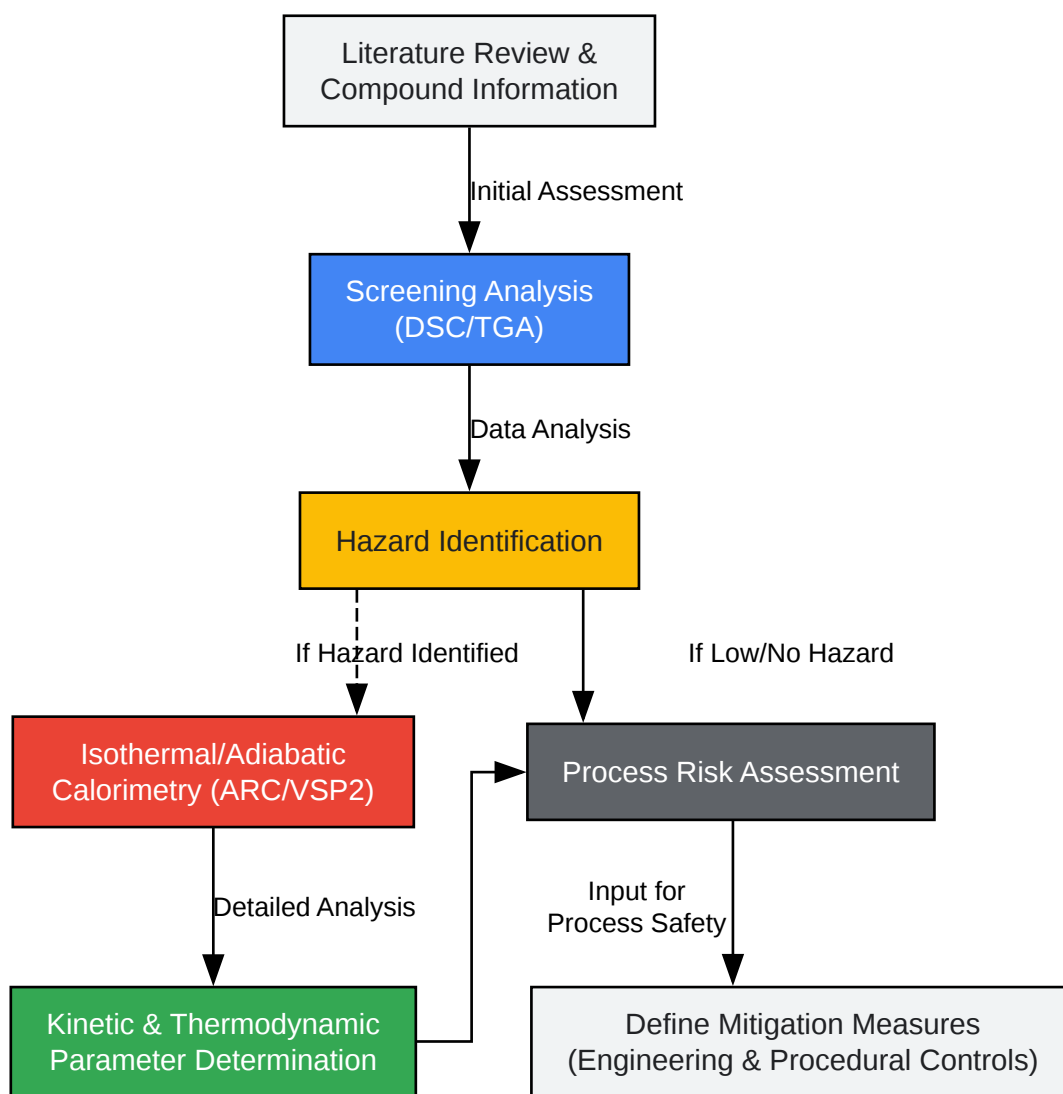 Literature Review &
Compound Information
Initial Assessment
Screening Analysis
(DSC/TGA)
Data Analysis
Hazard Identification
If Hazard Identified
If Low/No Hazard
Isothermal/Adiabatic
Calorimetry (ARC/VSP2)
Process Risk Assessment
Detailed Analysis
Input for
Process Safety
Kinetic & Thermodynamic
Parameter Determination
Define Mitigation Measures
(Engineering & Procedural Controls)